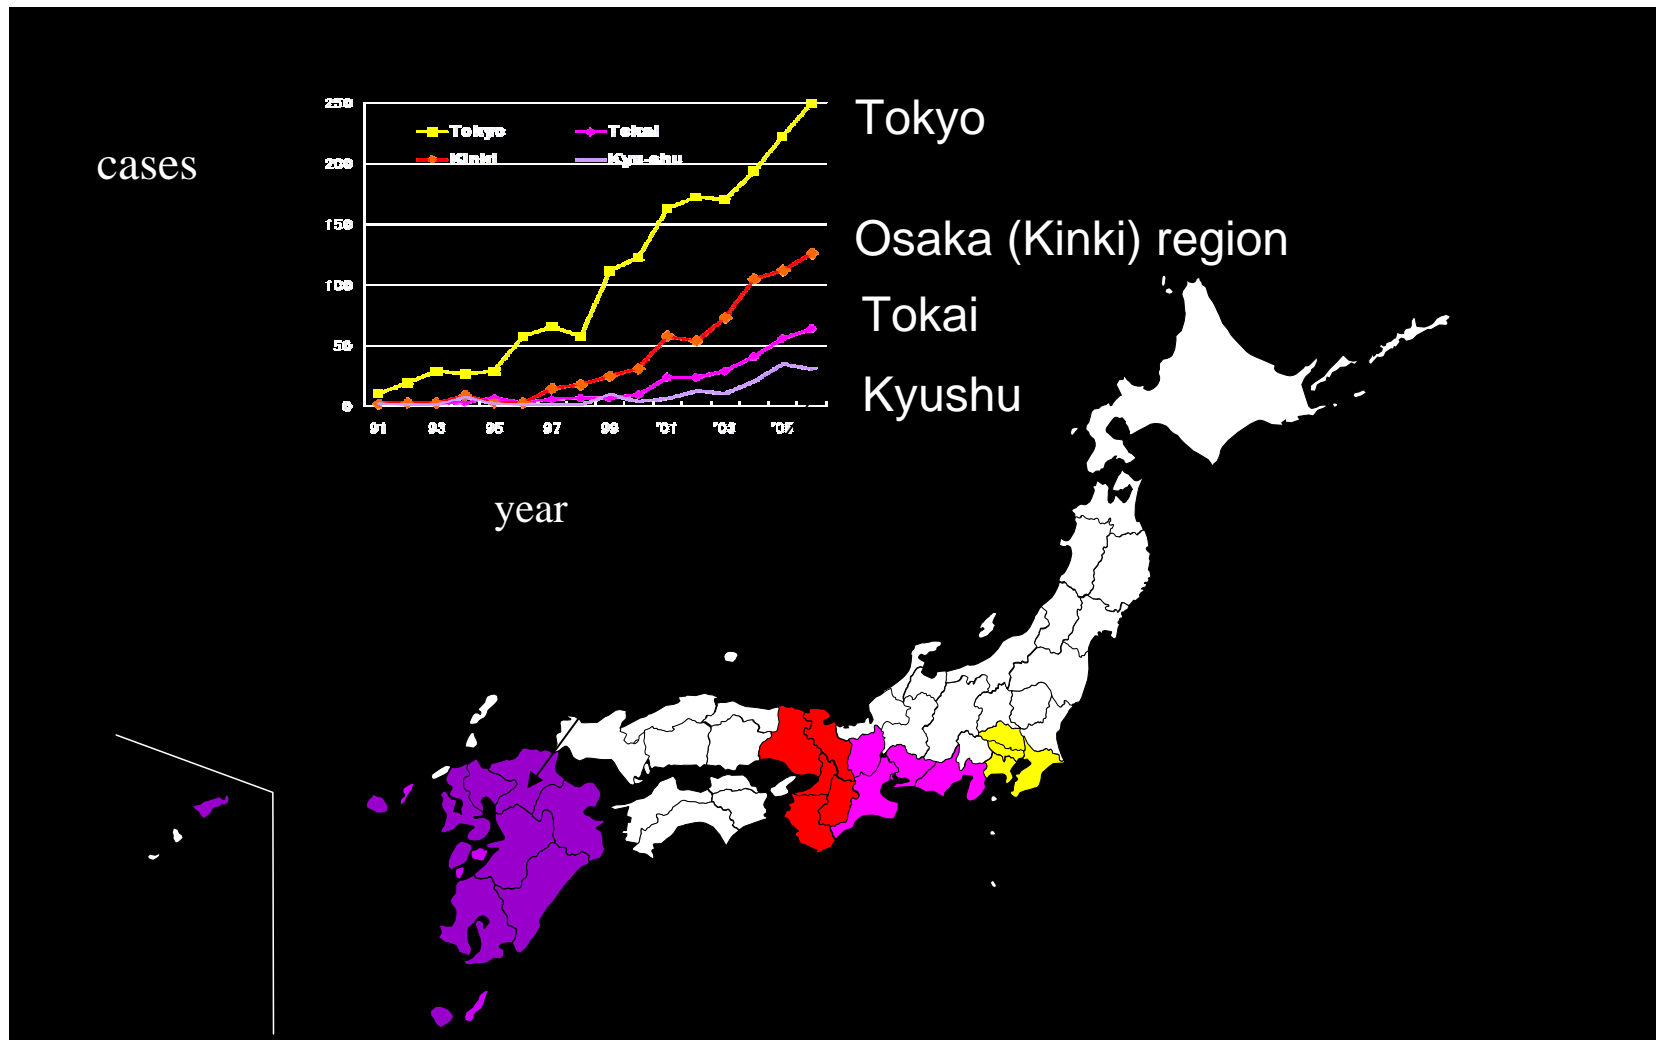 250
Tokyo Tokai
Tokyo
cases
200
Kinki Kyu-shu
150
Osaka (Kinki) region
100
Tokai
50
Kyushu
0
91 93 95 97 99 '01 '03
year